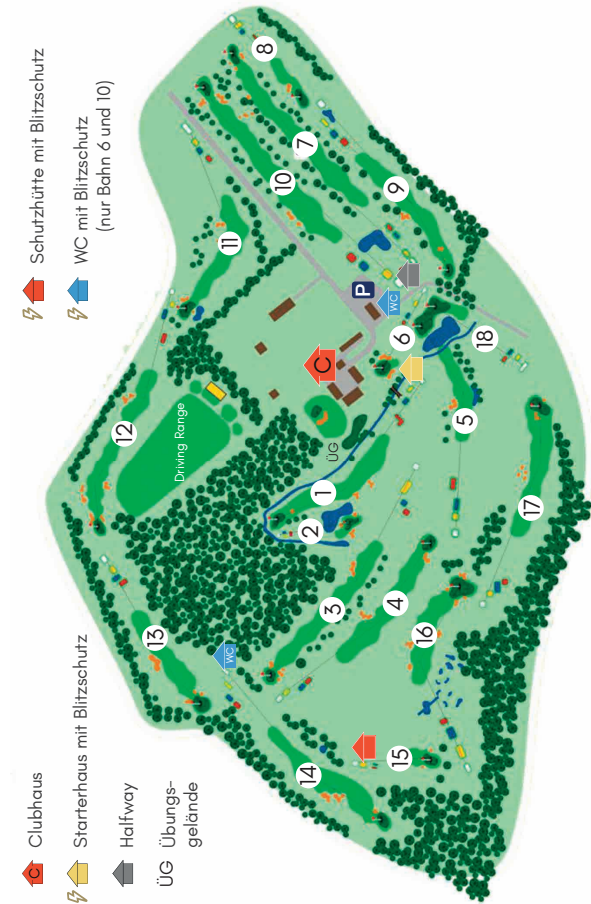 C Clubhaus
Starterhaus mit Blitzschutz
Halfway
ÜG Übungs-
gelände
Schutzhütte mit Blitzschutz
WC mit Blitzschutz
(nur Bahn 6 und 10)
8
7
10
9
11
P
WC
6
18
C
5
12
Driving Range
ÜG
1
2
17
3
4
16
13
WC
15
14